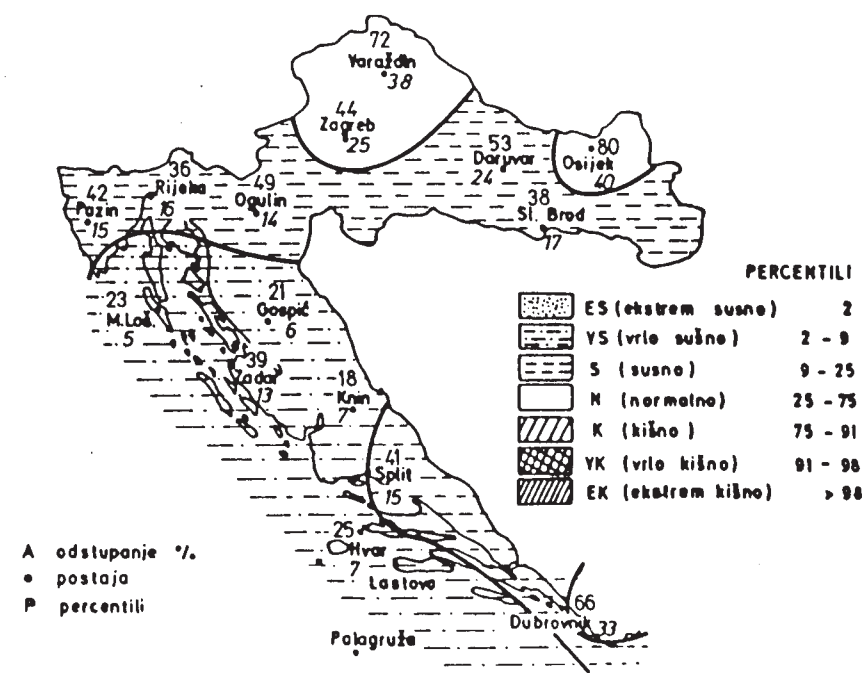 72
Varaždin
38
44
Zagreb
25
53
Daruvar
24
80
Osijek
40
36
Rijeka
16
49
Ogulin
14
42
Pazin
15
38
Sl. Brod
17
PERCENTILI
ES (ekstrem susno) 2
VS (vrlo sušno) 2 - 9
S (susno) 9 - 25
N (normalno) 25 - 75
K (kišno) 75 - 91
VK (vrlo kišno) 91 - 98
EK (ekstrem kišno) > 98
23
M.Loš.
5
21
Gospić
6
39
Zadar
13
18
Knin
7
41
Split
15
25
Hvar
7
Lastovo
66
Dubrovnik
33
Palagruža
A odstupanje %
• postaja
P percentili